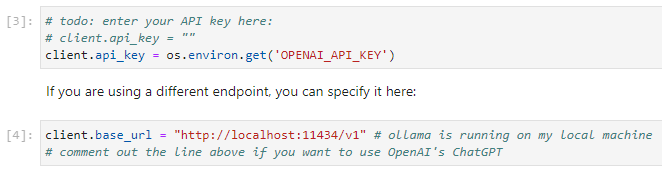 [3]: # todo: enter your API key here:
# client.api_key = ""
client.api_key = os.environ.get('OPENAI_API_KEY')
If you are using a different endpoint, you can specify it here:
[4]: client.base_url = "http://localhost:11434/v1" # ollama is running on my local machine
# comment out the line above if you want to use OpenAI's ChatGPT